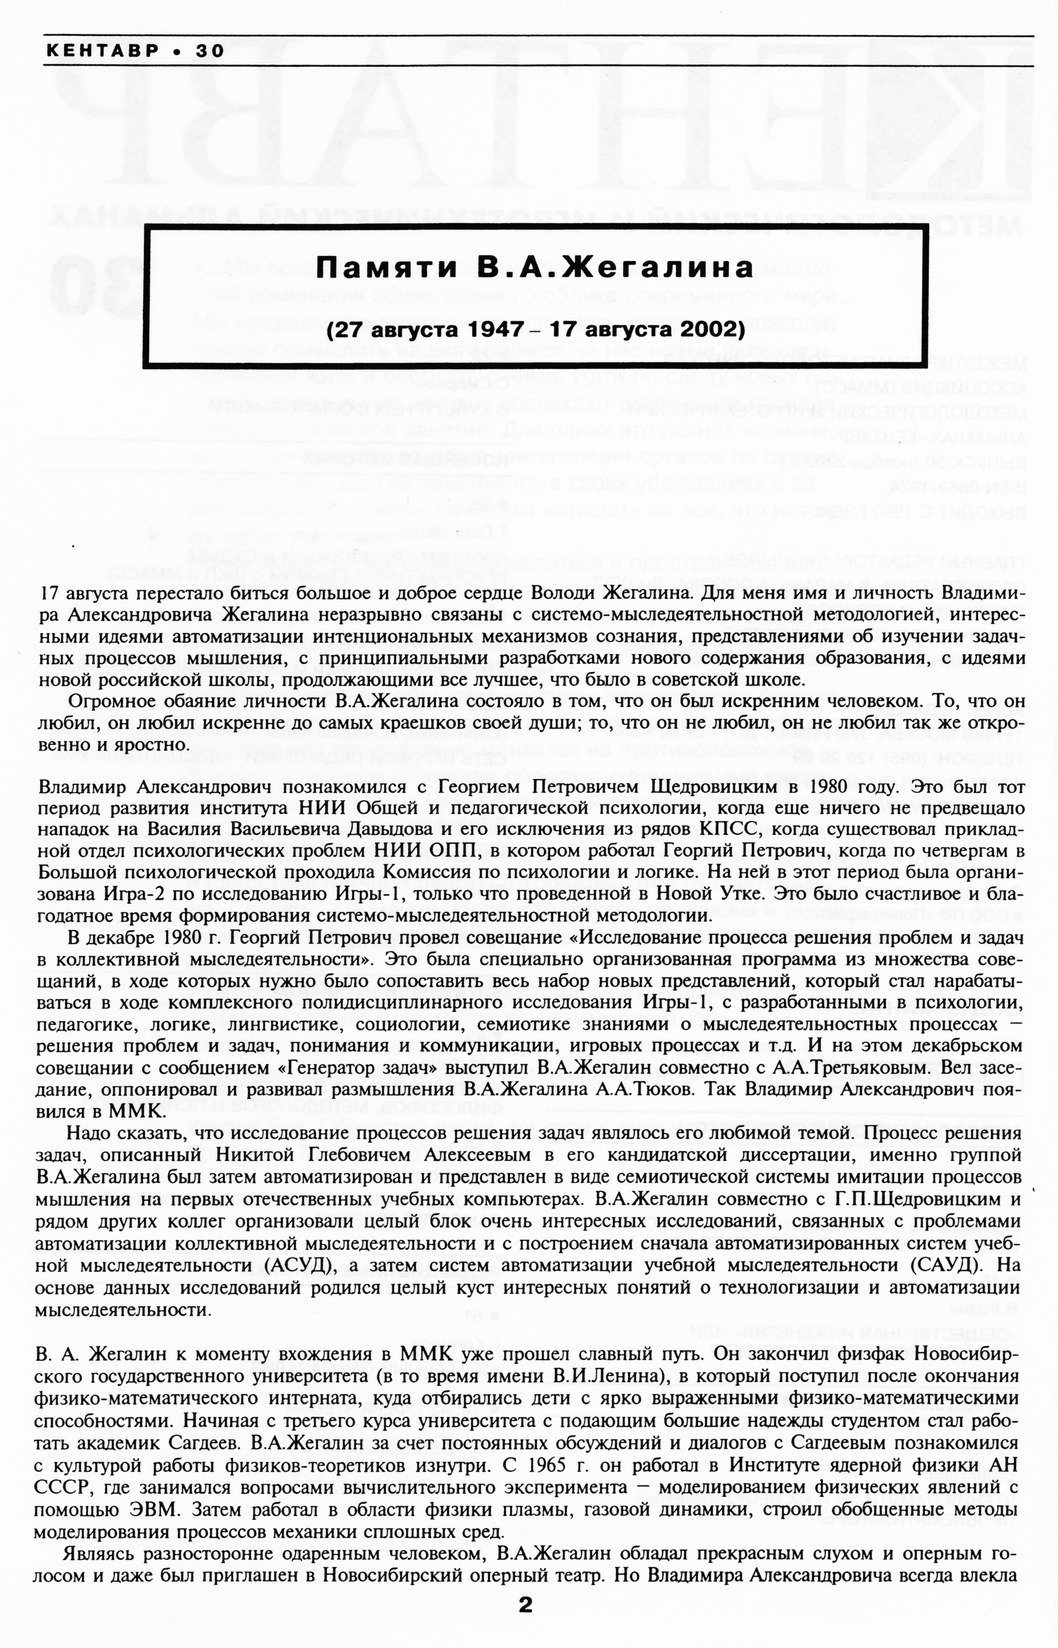 КЕНТАВР • 30
Памяти В.А.Жегалина
(27 августа 1947 – 17 августа 2002)
17 августа перестало биться большое и доброе сердце Володи Жегалина. Для меня имя и личность Владими-
ра Александровича Жегалина неразрывно связаны с системо-мыследеятельностной методологией, интерес-
ными идеями автоматизации интенциональных механизмов сознания, представлениями об изучении задач-
ных процессов мышления, с принципиальными разработками нового содержания образования, с идеями
новой российской школы, продолжающими все лучшее, что было в советской школе.
Огромное обаяние личности В.А.Жегалина состояло в том, что он был искренним человеком. То, что он
любил, он любил искренне до самых краешков своей души; то, что он не любил, он не любил так же откро-
венно и яростно.
Владимир Александрович познакомился с Георгием Петровичем Щедровицким в 1980 году. Это был тот
период развития института НИИ Общей и педагогической психологии, когда еще ничего не предвещало
нападок на Василия Васильевича Давыдова и его исключения из рядов КПСС, когда существовал приклад-
ной отдел психологических проблем НИИ ОПП, в котором работал Георгий Петрович, когда по четвергам в
Большой психологической проходила Комиссия по психологии и логике. На ней в этот период была органи-
зована Игра-2 по исследованию Игры-1, только что проведенной в Новой Утке. Это было счастливое и бла-
годатное время формирования системо-мыследеятельностной методологии.
В декабре 1980 г. Георгий Петрович провел совещание «Исследование процесса решения проблем и задач
в коллективной мыследеятельности». Это была специально организованная программа из множества сове-
щаний, в ходе которых нужно было сопоставить весь набор новых представлений, который стал нарабаты-
ваться в ходе комплексного полидисциплинарного исследования Игры-1, с разработанными в психологии,
педагогике, логике, лингвистике, социологии, семиотике знаниями о мыследеятельностных процессах –
решения проблем и задач, понимания и коммуникации, игровых процессах и т.д. И на этом декабрьском
совещании с сообщением «Генератор задач» выступил В.А.Жегалин совместно с А.А.Третьяковым. Вел засе-
дание, оппонировал и развивал размышления В.А.Жегалина А.А.Тюков. Так Владимир Александрович поя-
вился в ММК.
Надо сказать, что исследование процессов решения задач являлось его любимой темой. Процесс решения
задач, описанный Никитой Глебовичем Алексеевым в его кандидатской диссертации, именно группой
В.А.Жегалина был затем автоматизирован и представлен в виде семиотической системы имитации процессов
мышления на первых отечественных учебных компьютерах. В.А.Жегалин совместно с Г.П.Щедровицким и
рядом других коллег организовали целый блок очень интересных исследований, связанных с проблемами
автоматизации коллективной мыследеятельности и с построением сначала автоматизированных систем учеб-
ной мыследеятельности (АСУД), а затем систем автоматизации учебной мыследеятельности (САУД). На
основе данных исследований родился целый куст интересных понятий о технологизации и автоматизации
мыследеятельности.
В. А. Жегалин к моменту вхождения в ММК уже прошел славный путь. Он закончил физфак Новосибир-
ского государственного университета (в то время имени В.И.Ленина), в который поступил после окончания
физико-математического интерната, куда отбирались дети с ярко выраженными физико-математическими
способностями. Начиная с третьего курса университета с подающим большие надежды студентом стал рабо-
тать академик Сагдеев. В.А.Жегалин за счет постоянных обсуждений и диалогов с Сагдеевым познакомился
с культурой работы физиков-теоретиков изнутри. С 1965 г. он работал в Институте ядерной физики АН
СССР, где занимался вопросами вычислительного эксперимента – моделированием физических явлений с
помощью ЭВМ. Затем работал в области физики плазмы, газовой динамики, строил обобщенные методы
моделирования процессов механики сплошных сред.
Являясь разносторонне одаренным человеком, В.А.Жегалин обладал прекрасным слухом и оперным го-
лосом и даже был приглашен в Новосибирский оперный театр. Но Владимира Александровича всегда влекла
2